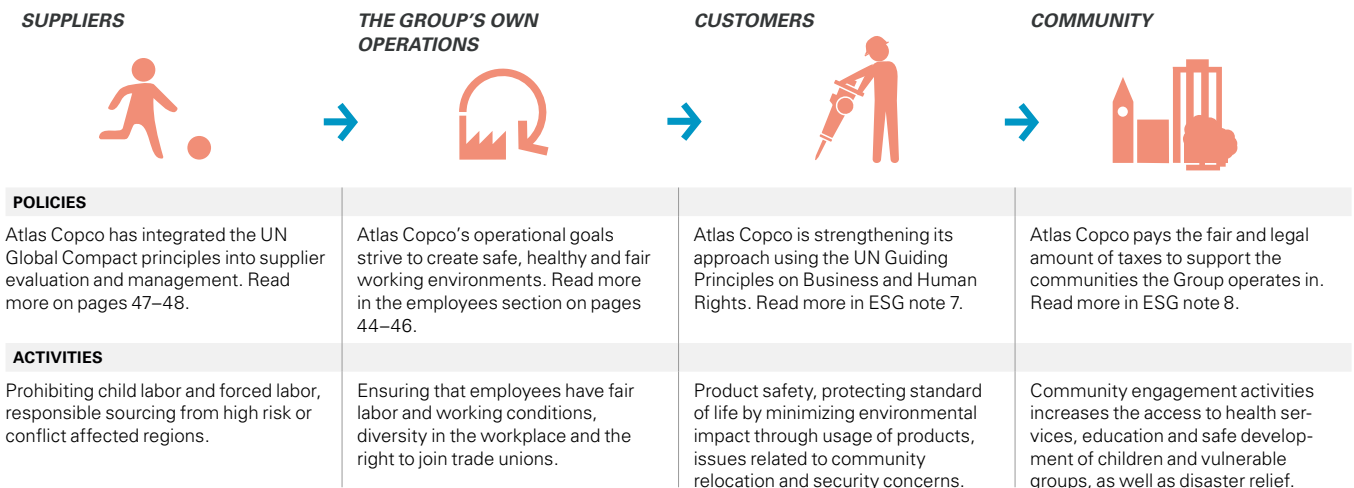 SUPPLIERS
THE GROUP’S OWN
OPERATIONS
CUSTOMERS
COMMUNITY
POLICIES
Atlas Copco has integrated the UN
Global Compact principles into supplier
evaluation and management. Read
more on pages 47–48.
Atlas Copco’s operational goals
strive to create safe, healthy and fair
working environments. Read more
in the employees section on pages
44–46.
Atlas Copco is strengthening its
approach using the UN Guiding
Principles on Business and Human
Rights. Read more in ESG note 7.
Atlas Copco pays the fair and legal
amount of taxes to support the
communities the Group operates in.
Read more in ESG note 8.
ACTIVITIES
Prohibiting child labor and forced labor,
responsible sourcing from high risk or
conflict affected regions.
Ensuring that employees have fair
labor and working conditions,
diversity in the workplace and the
right to join trade unions.
Product safety, protecting standard
of life by minimizing environmental
impact through usage of products,
issues related to community
relocation and security concerns.
Community engagement activities
increases the access to health ser-
vices, education and safe develop-
ment of children and vulnerable
groups, as well as disaster relief.